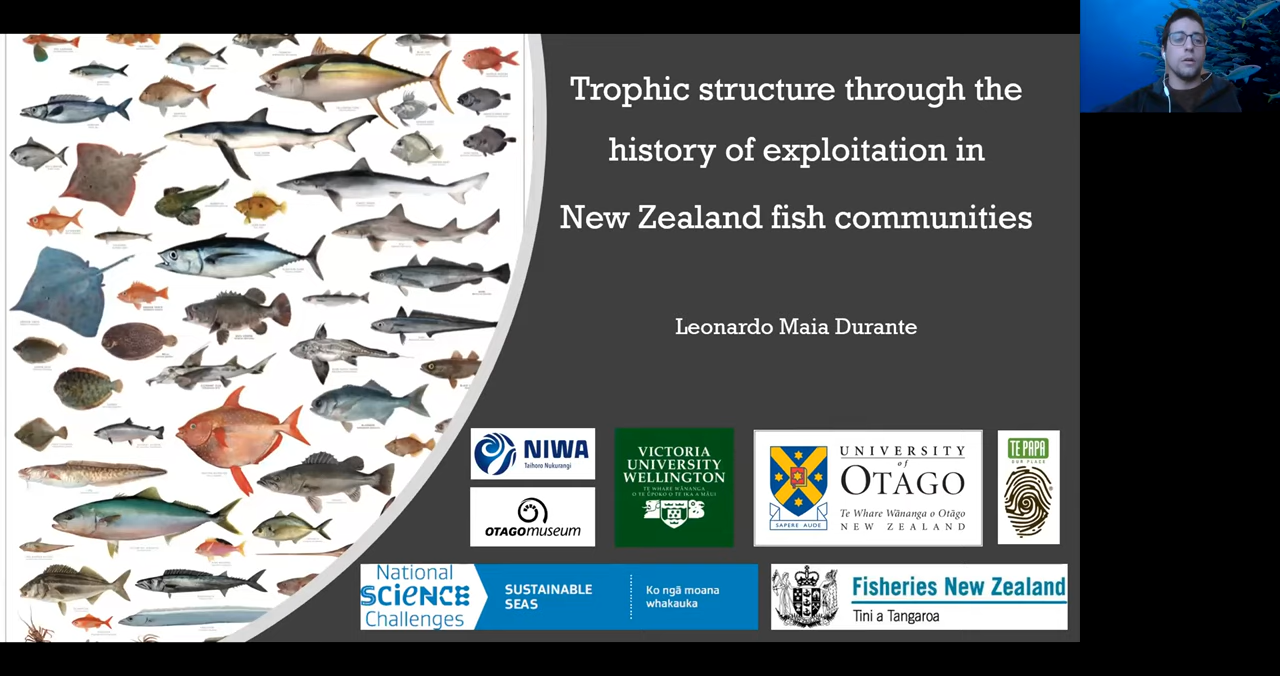 Trophic structure through the
history of exploitation in
New Zealand fish communities
Leonardo Maia Durante
NIWA
Taihoro Nukurangi
OTAGO museum
VICTORIA
UNIVERSITY
WELLINGTON
TE WHARE WĀNANGA
O TE ŪPOKO O TE IKA A MĀUI
SAPERE AUDE
UNIVERSITY
of
OTAGO
Te Whare Wānanga o Otāgo
NEW ZEALAND
TE PAPA
OUR PLACE
National
SCIENCE
Challenges
SUSTAINABLE
SEAS
Ko ngā moana
whakauka
Fisheries New Zealand
Tini a Tangaroa